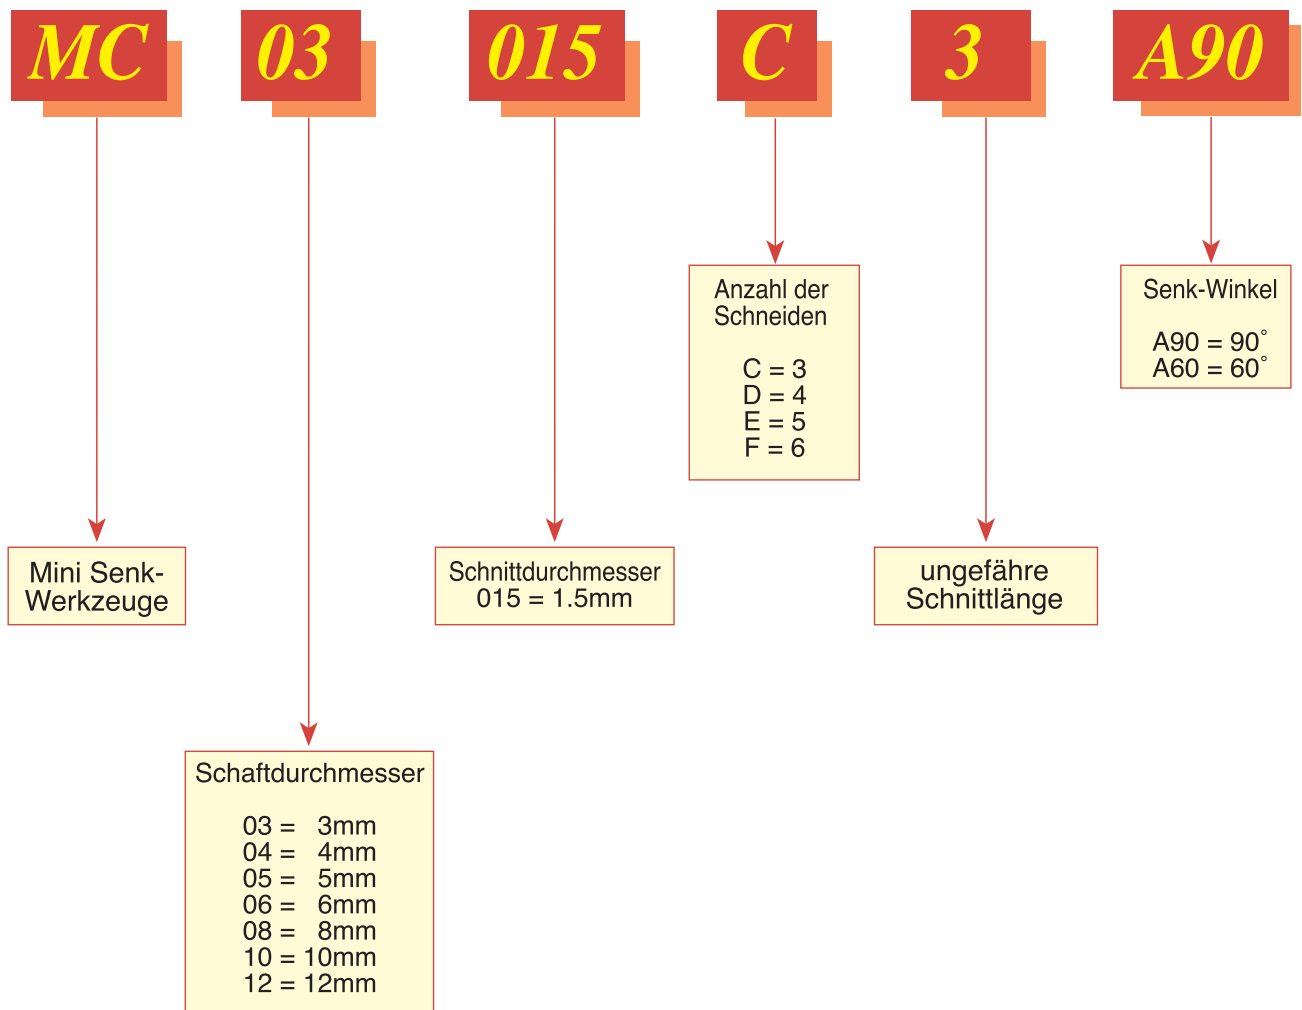 MC 03 015 C 3 A90
Anzahl der
Schneiden
C = 3
D = 4
E = 5
F = 6
Senk-Winkel
A90 = 90°
A60 = 60°
Mini Senk-
Werkzeuge
Schnittdurchmesser
015 = 1.5mm
ungefähre
Schnittlänge
Schaftdurchmesser
03 = 3mm
04 = 4mm
05 = 5mm
06 = 6mm
08 = 8mm
10 = 10mm
12 = 12mm